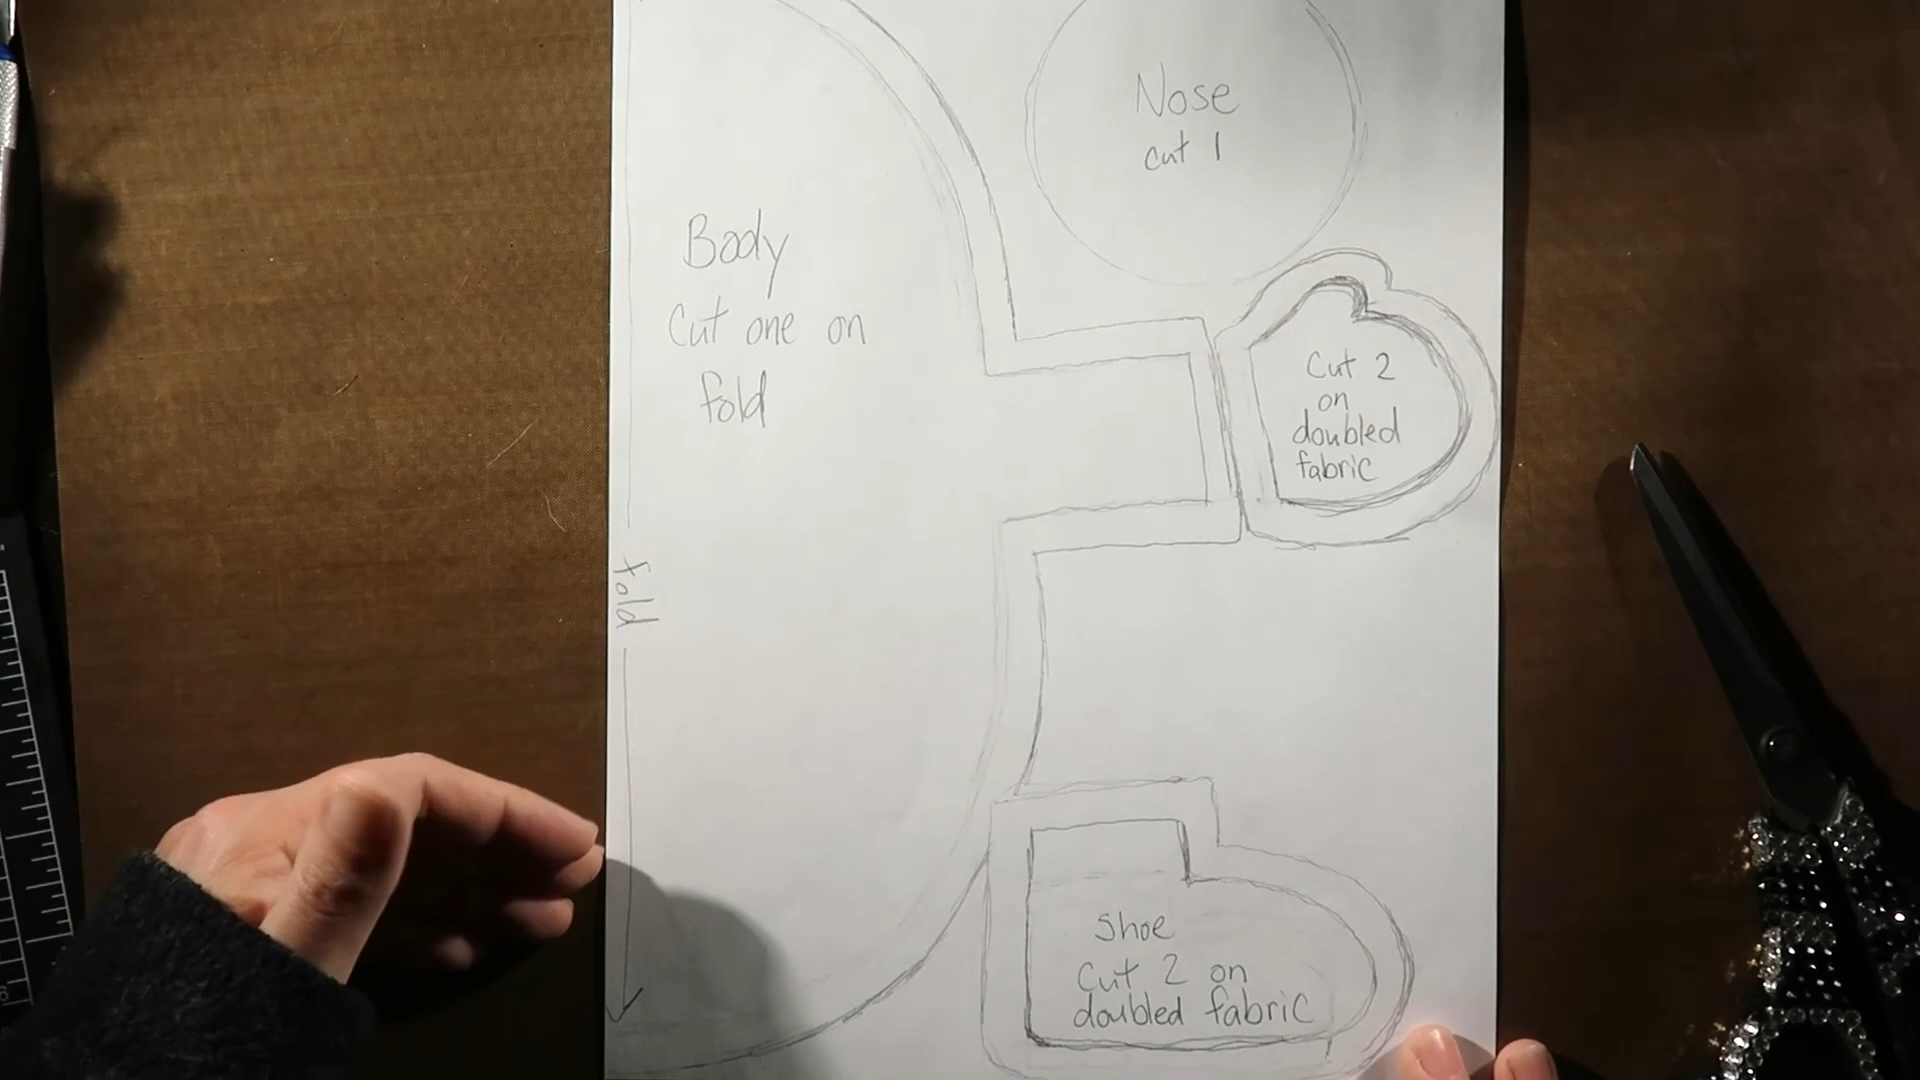 Nose
cut 1
Body
Cut one on
fold
Cut 2
on
doubled
fabric
fold
Shoe
Cut 2 on
doubled fabric